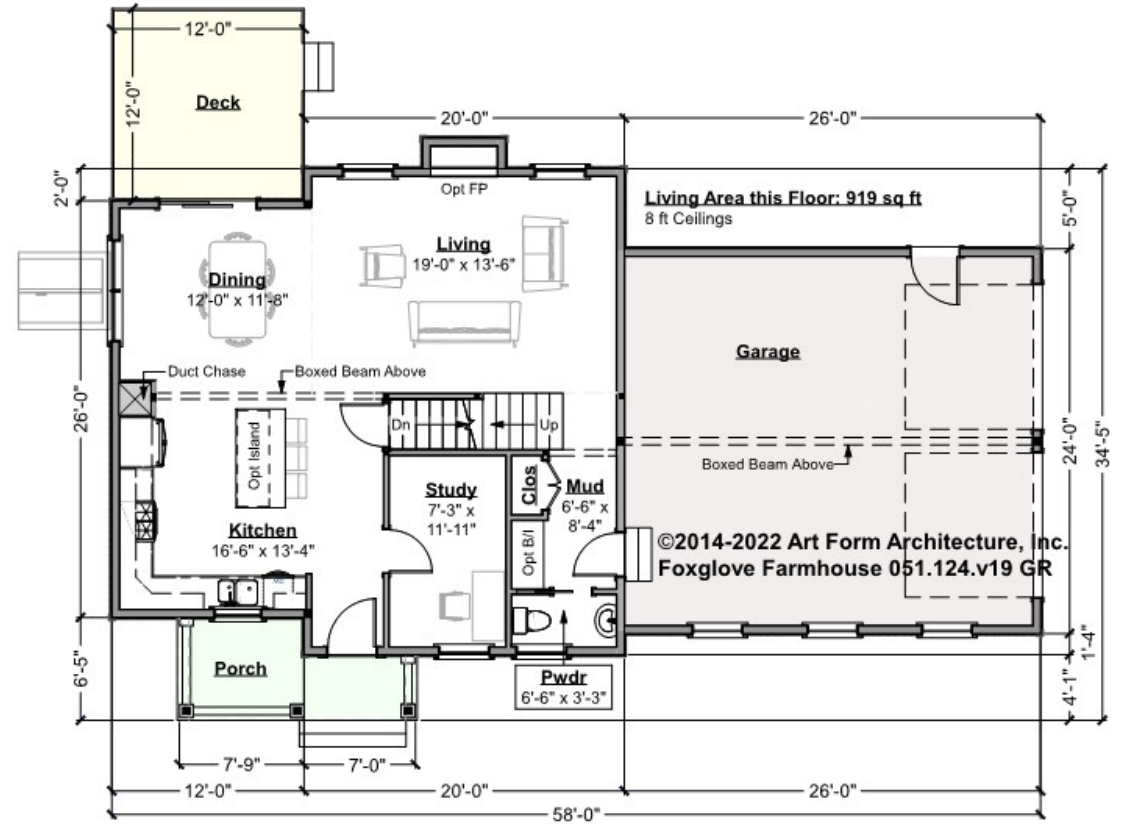 12'-0"
12'-0"
Deck
20'-0"
26'-0"
2'-0"
Opt FP
Living Area this Floor: 919 sq ft
8 ft Ceilings
5'-0"
Living
19'-0" x 13'-6"
Dining
12'-0" x 11'-8"
Garage
Duct Chase
Boxed Beam Above
26'-0"
Dn
Up
Opt Island
Boxed Beam Above
24'-0"
34'-5"
Study
7'-3" x
11'-11"
Clos
Mud
6'-6" x
8'-4"
Kitchen
16'-6" x 13'-4"
Opt B/I
©2014-2022 Art Form Architecture, Inc.
Foxglove Farmhouse 051.124.v19 GR
6'-5"
Porch
Pwdr
6'-6" x 3'-3"
1'-4"
4'-1"
7'-9"
7'-0"
12'-0"
20'-0"
26'-0"
58'-0"